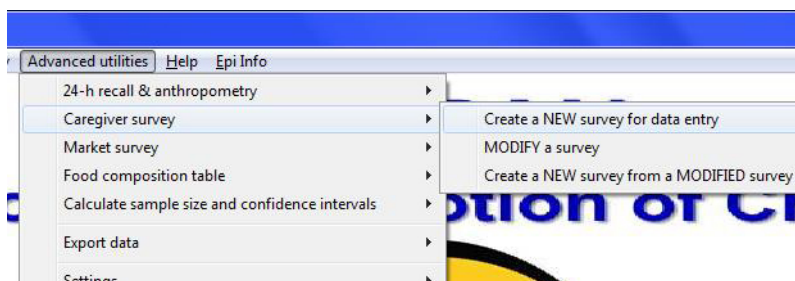 Advanced utilities Help Epi Info
24-h recall & anthropometry
Caregiver survey
Create a NEW survey for data entry
Market survey
MODIFY a survey
Food composition table
Create a NEW survey from a MODIFIED survey
Calculate sample size and confidence intervals
ption of C
Export data
Settings